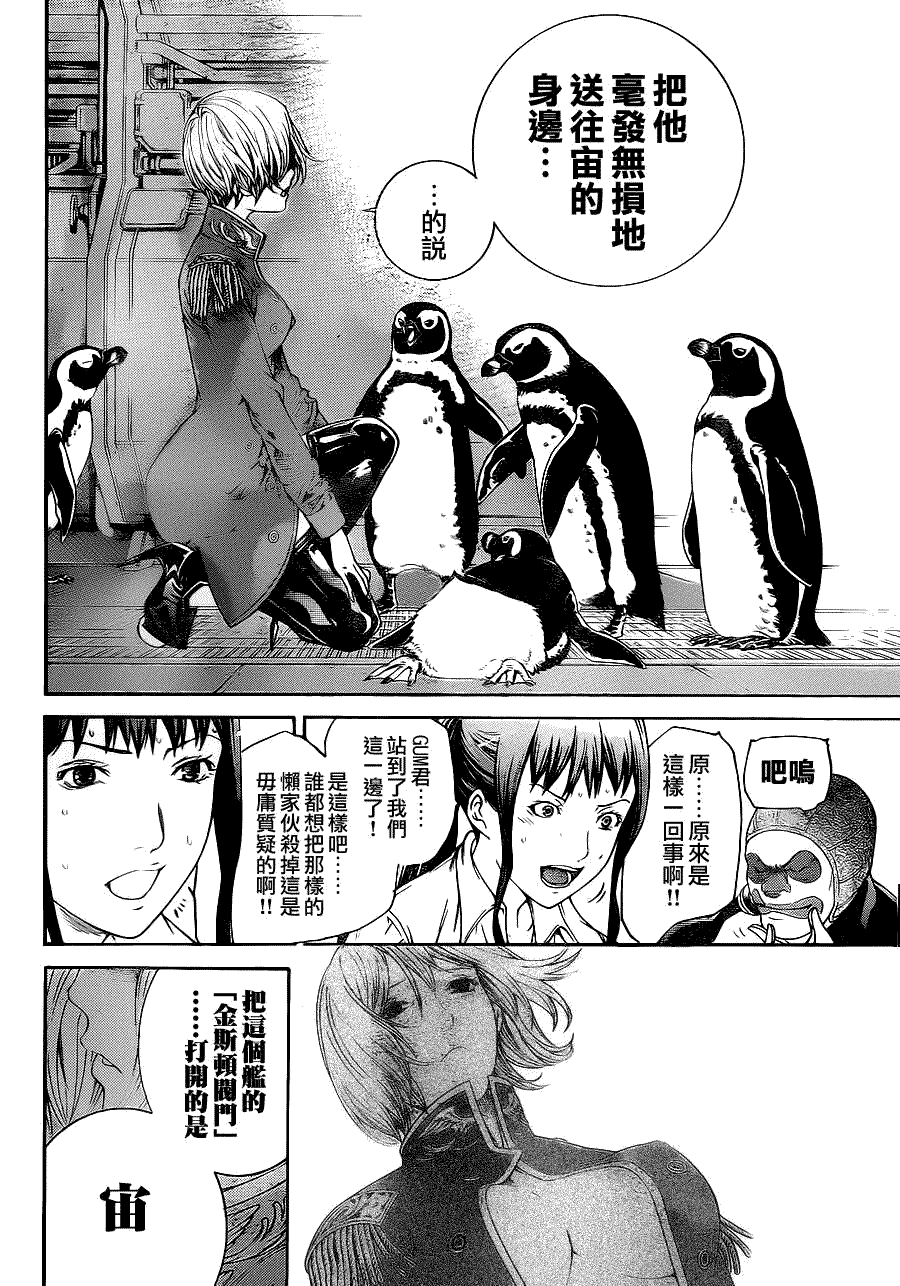 把他
毫發無損地
送往宙的
身邊…
…的説
吧嗚
原……原來是
這樣一回事啊!!
GUM君……
站到了我們
這一邊了!
是這樣吧……
誰都想把那樣的
懶家伙殺掉這是
毋庸質疑的啊!!
把這個艦的
「金斯頓閥門」
……打開的是
宙